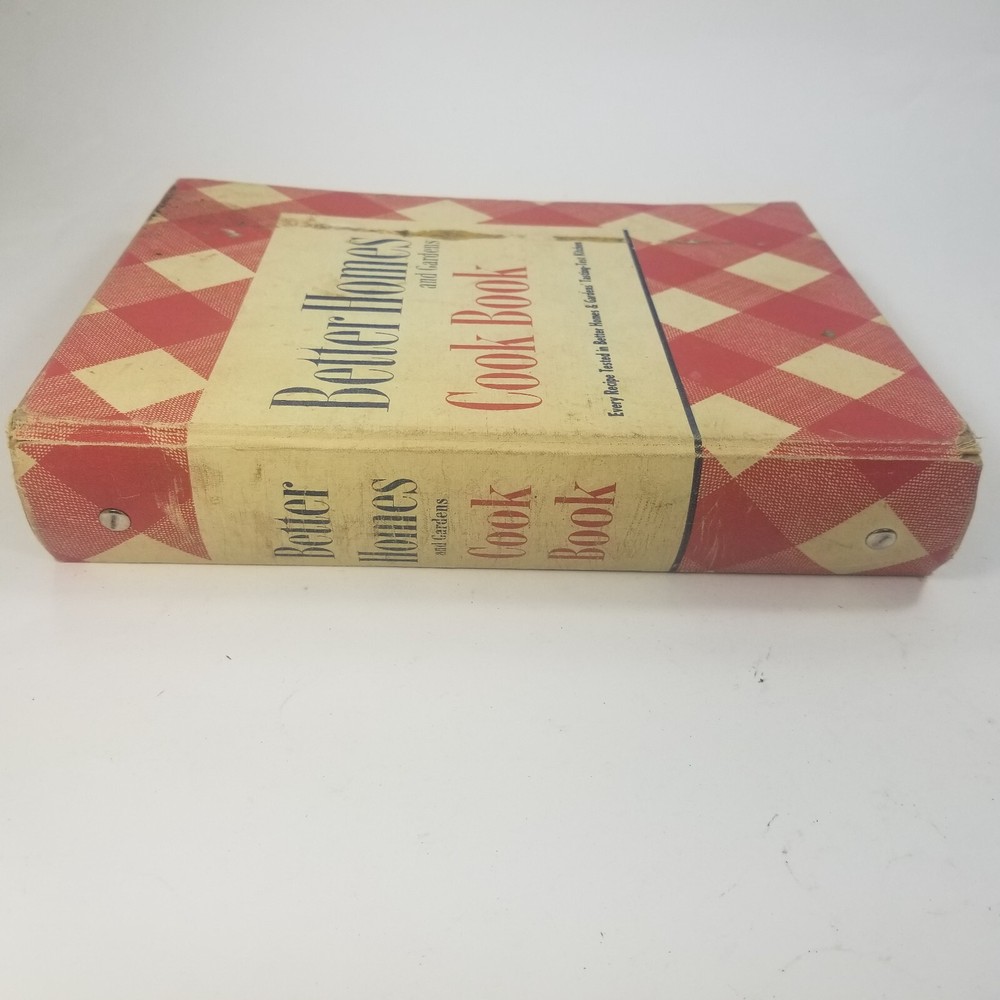 Better Homes
and Gardens
Cook Book
Every Recipe Tested in Better Homes & Gardens' Tasting-Test Kitchen
Better
Homes
and Gardens
Cook
Book